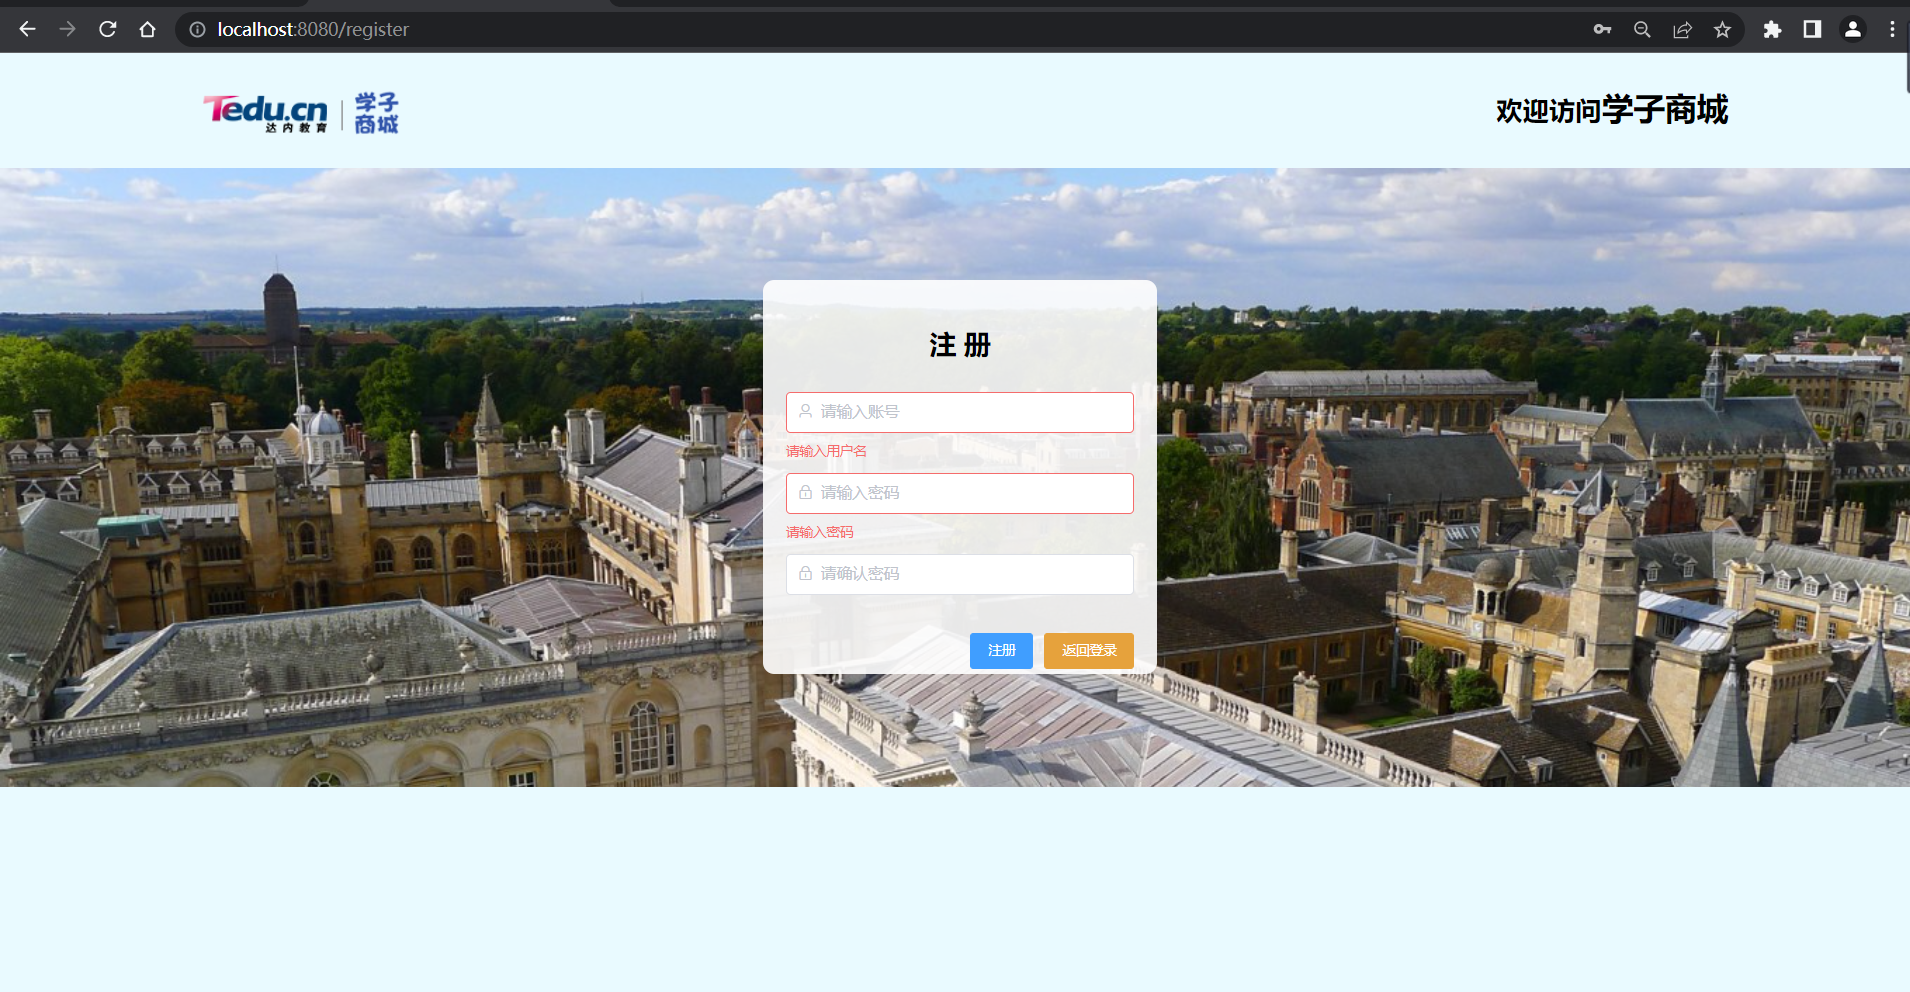 localhost:8080/register
Tedu.cn
达内教育
学子
商城
欢迎访问学子商城
注 册
请输入账号
请输入用户名
请输入密码
请输入密码
请确认密码
注册
返回登录